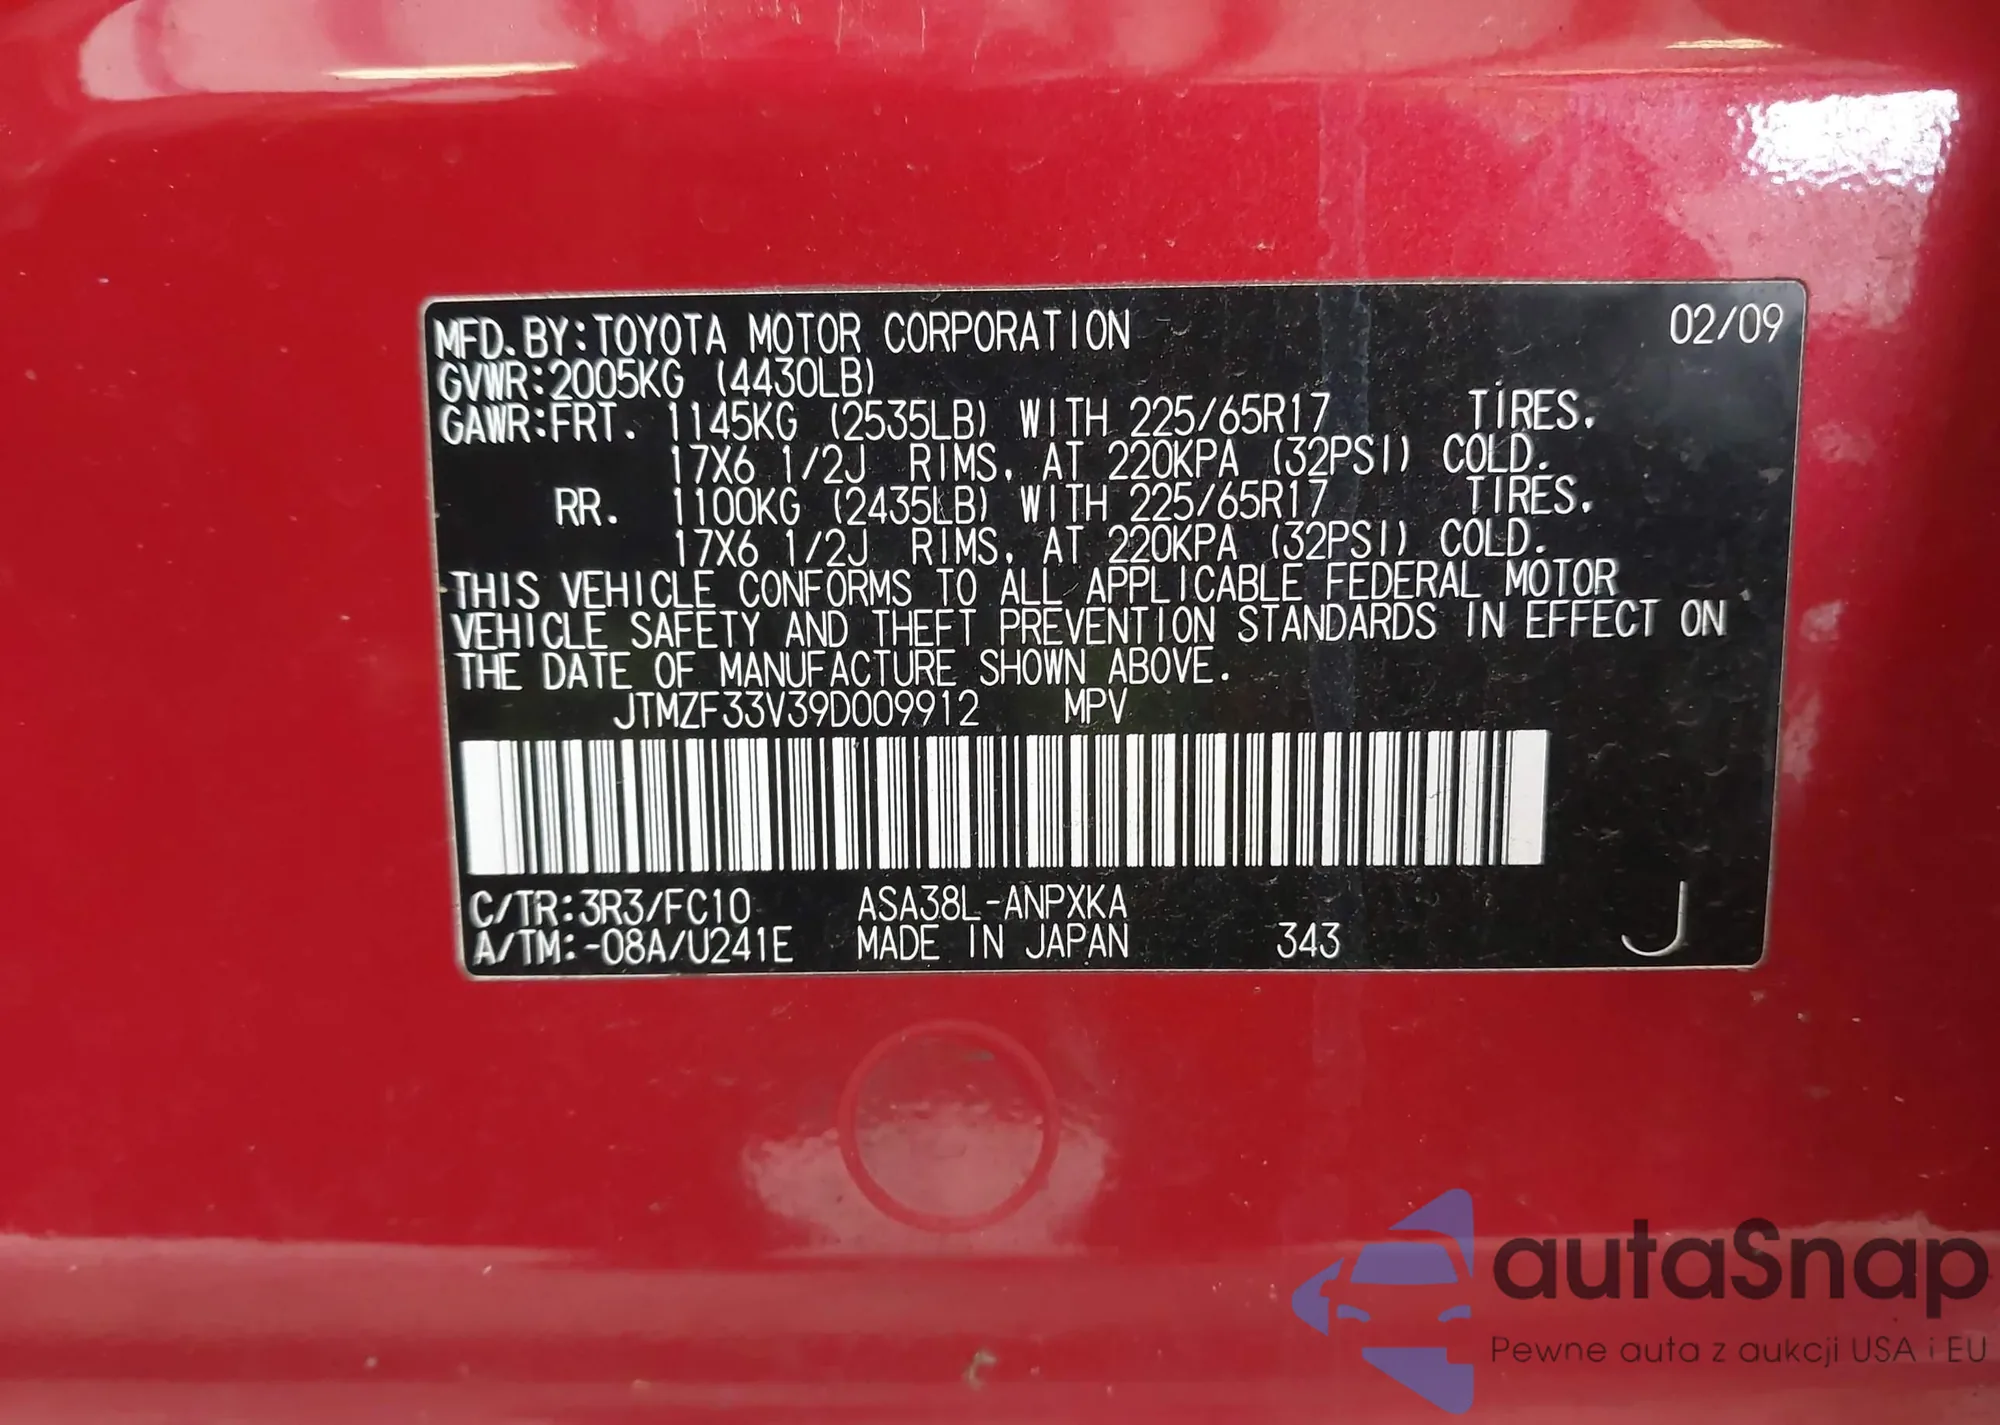 MFD. BY: TOYOTA MOTOR CORPORATION 02/09
GVWR: 2005KG (4430LB)
GAWR: FRT. 1145KG (2535LB) WITH 225/65R17 TIRES.
17X6 1/2J RIMS, AT 220KPA (32PSI) COLD.
RR. 1100KG (2435LB) WITH 225/65R17 TIRES.
17X6 1/2J RIMS, AT 220KPA (32PSI) COLD.
THIS VEHICLE CONFORMS TO ALL APPLICABLE FEDERAL MOTOR
VEHICLE SAFETY AND THEFT PREVENTION STANDARDS IN EFFECT ON
THE DATE OF MANUFACTURE SHOWN ABOVE.
JTMZF33V39D009912 MPV
C/TR: 3R3/FC10 ASA38L-ANPXKA
A/TM: -08A/U241E MADE IN JAPAN 343 J
autaSnap
Pewne auta z aukcji USA i EU